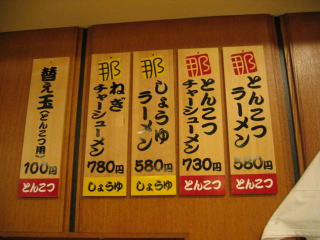 那
とんこつ
ラーメン
580円
とんこつ
那
とんこつ
チャーシューメン
730円
とんこつ
那
しょうゆ
ラーメン
580円
しょうゆ
那
ねぎ
チャーシューメン
780円
しょうゆ
替え玉(とんこつ用)
100円
とんこつ